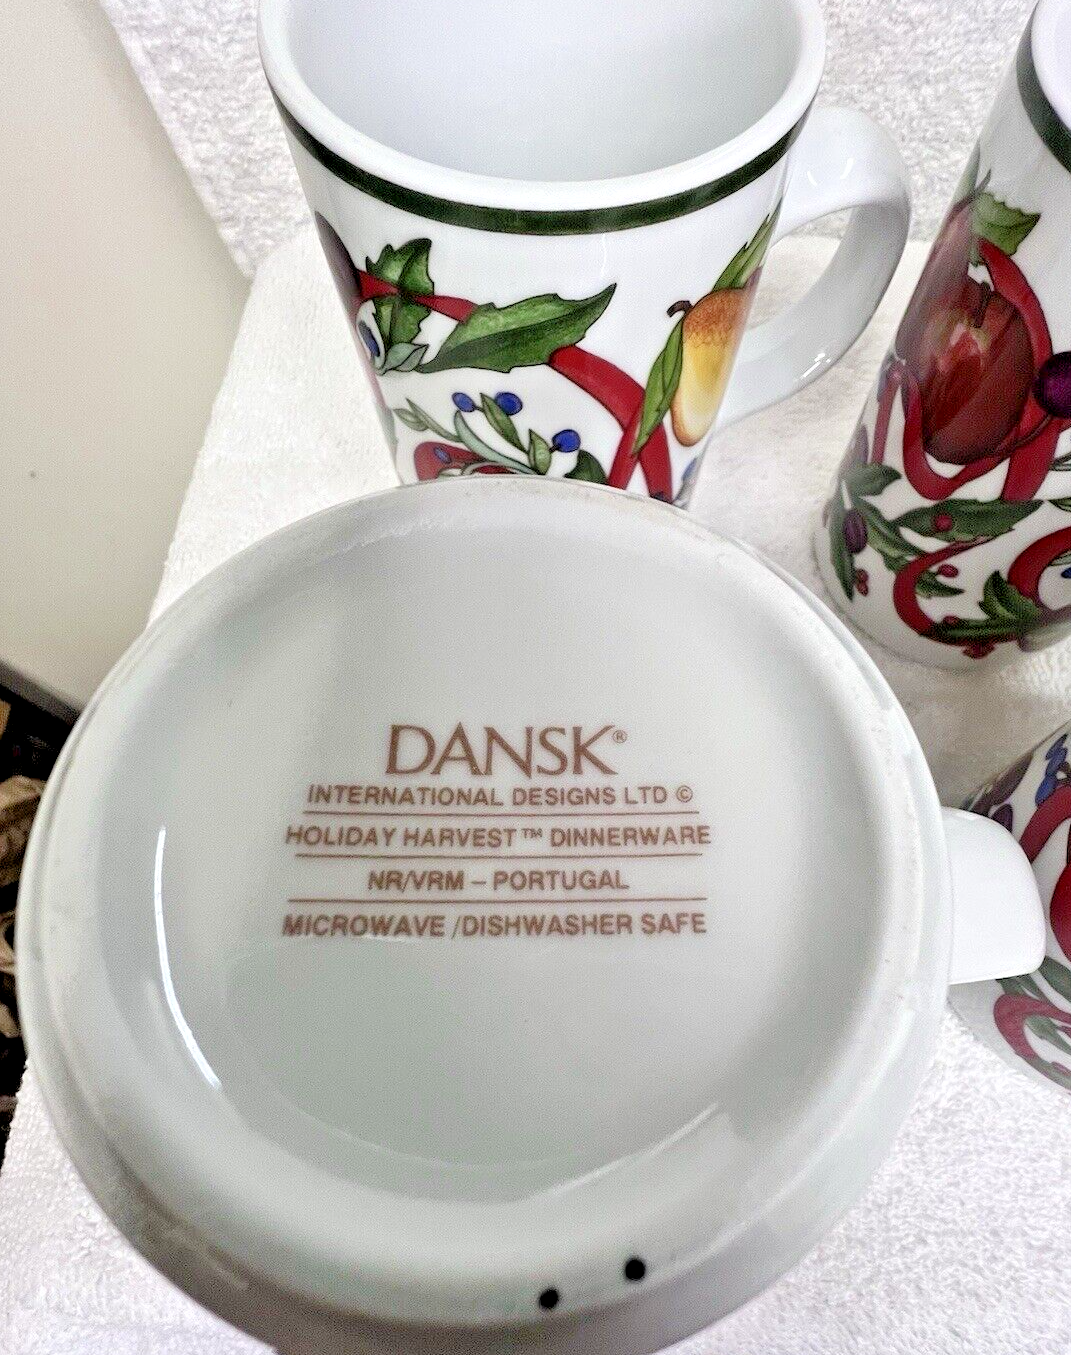 DANSK®
INTERNATIONAL DESIGNS LTD ©
HOLIDAY HARVEST™ DINNERWARE
NR/VRM – PORTUGAL
MICROWAVE /DISHWASHER SAFE